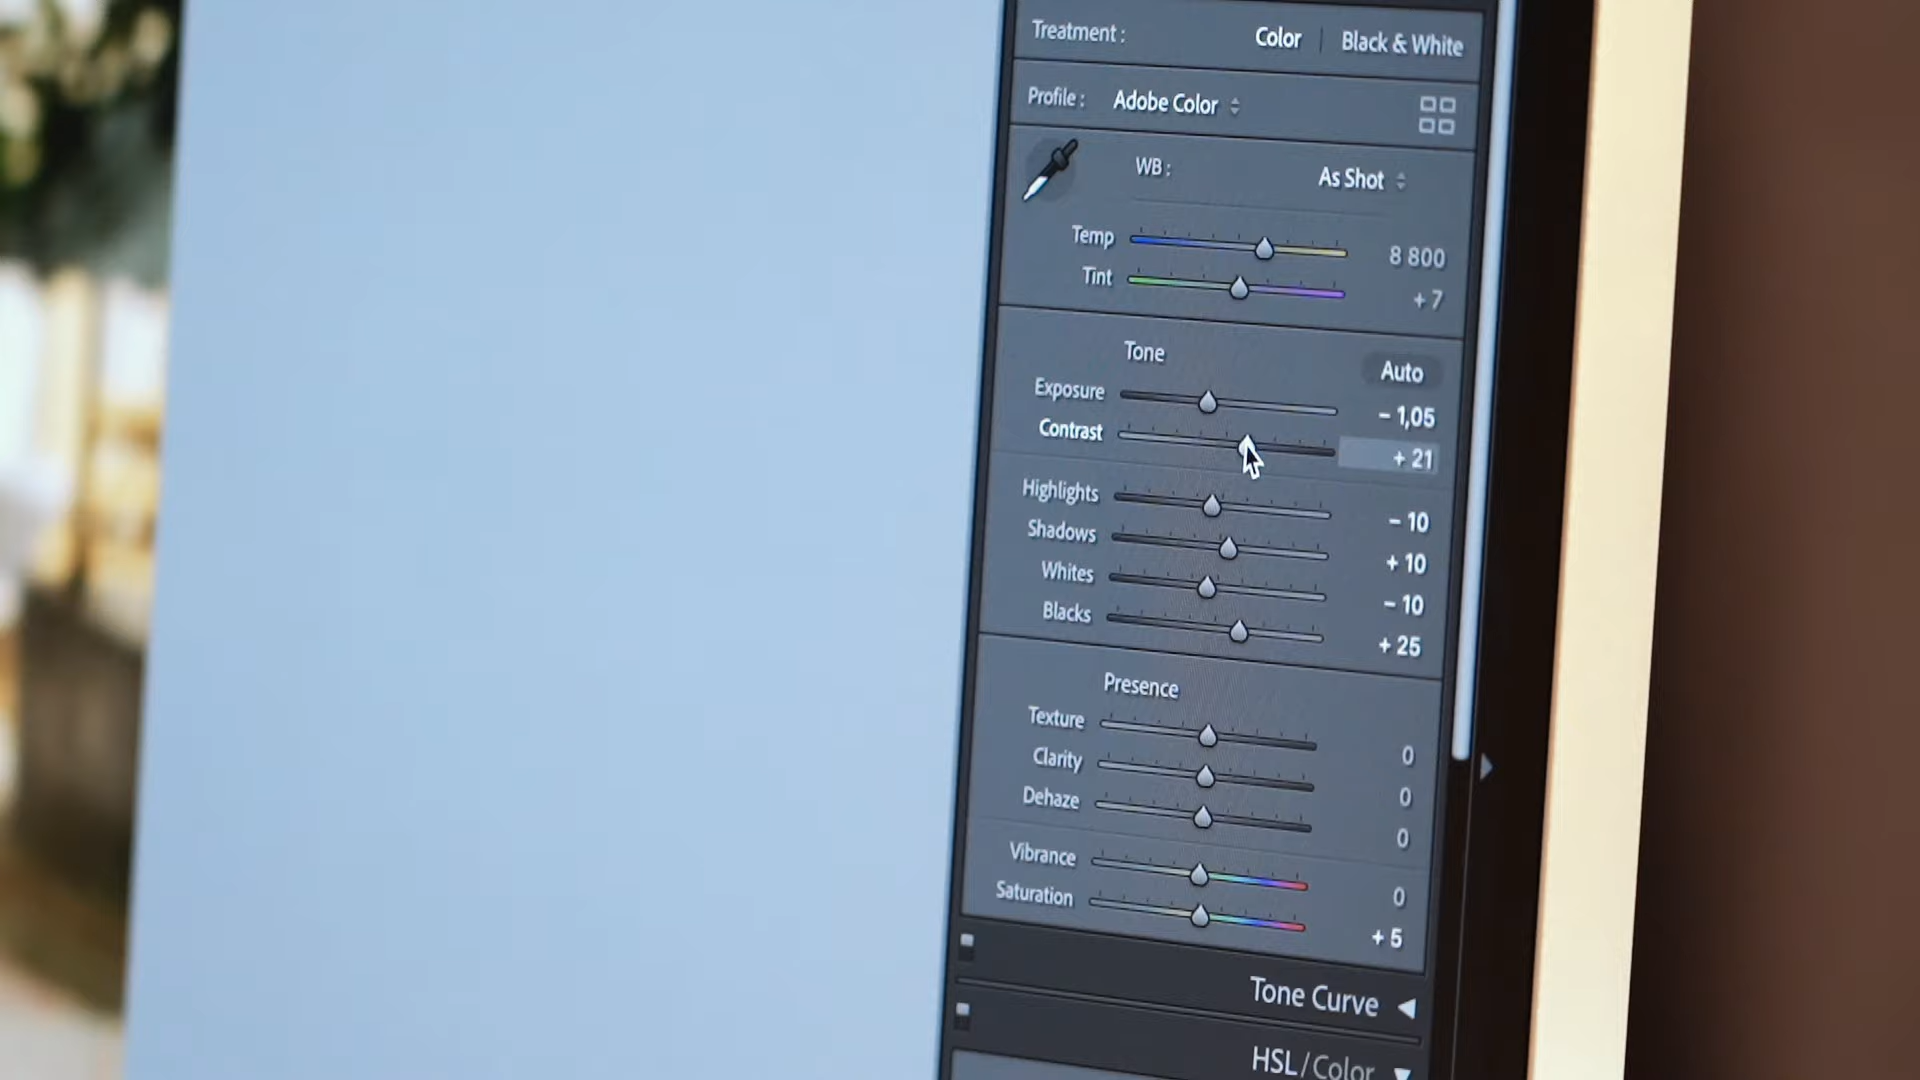 Treatment : Color | Black & White
Profile : Adobe Color
WB : As Shot
Temp 8 800
Tint + 7
Tone Auto
Exposure − 1,05
Contrast + 21
Highlights − 10
Shadows + 10
Whites − 10
Blacks + 25
Presence
Texture 0
Clarity 0
Dehaze 0
Vibrance 0
Saturation + 5
Tone Curve
HSL / Color